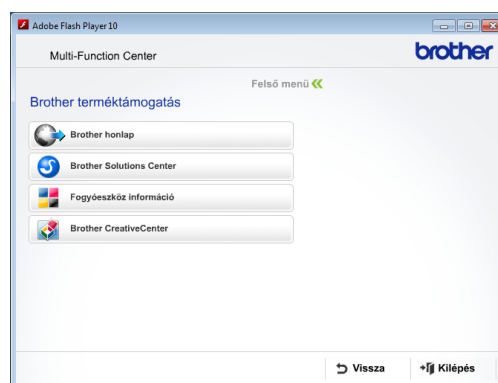 Adobe Flash Player 10
Multi-Function Center
brother
Felső menü
Brother terméktámogatás
Brother honlap
Brother Solutions Center
Fogyóeszköz információ
Brother CreativeCenter
Vissza
Kilépés